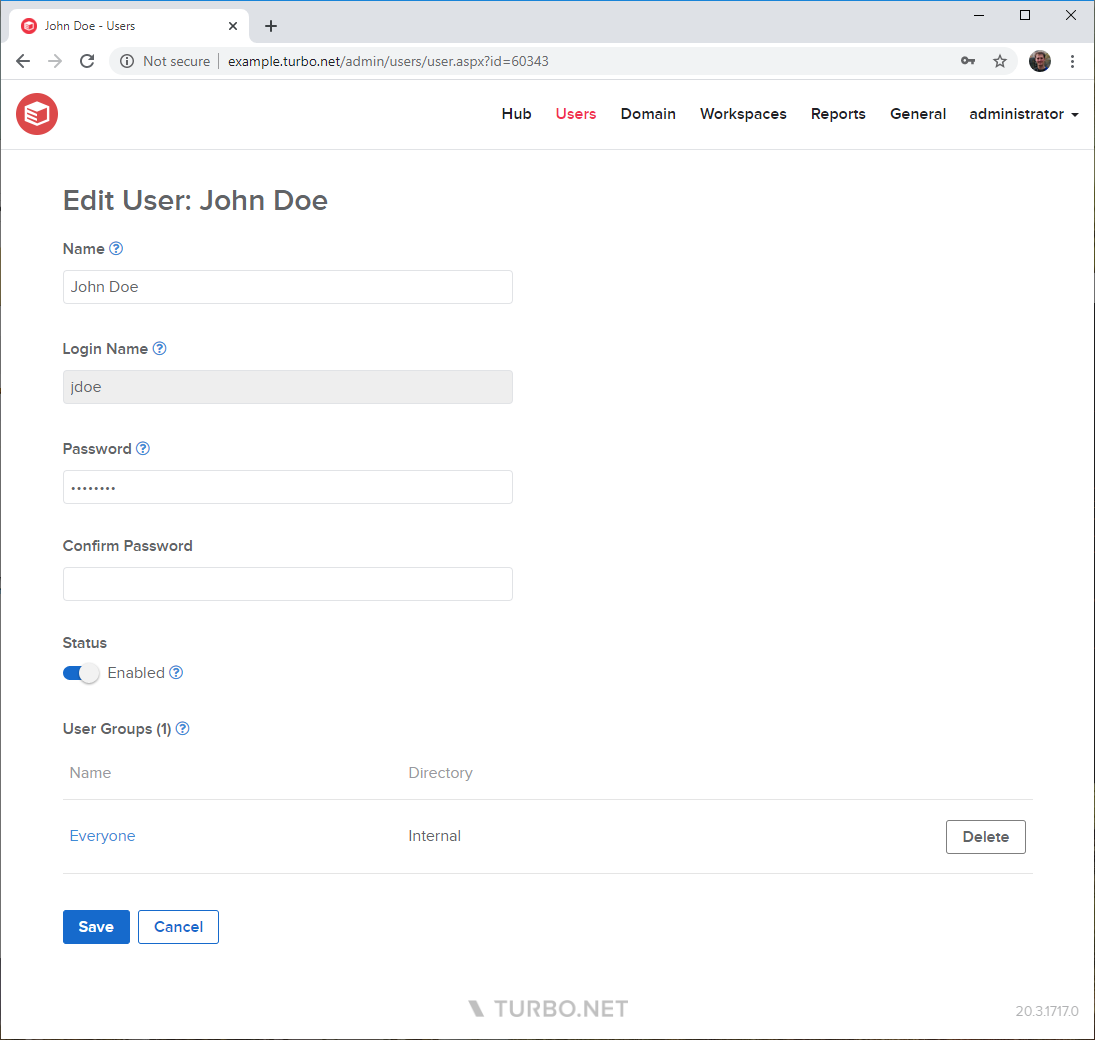 John Doe - Users
Not secure example.turbo.net/admin/users/user.aspx?id=60343
Hub Users Domain Workspaces Reports General administrator
Edit User: John Doe
Name
John Doe
Login Name
jdoe
Password
••••••••
Confirm Password
Status
Enabled
User Groups (1)
Name Directory
Everyone Internal Delete
Save Cancel
TURBO.NET
20.3.1717.0